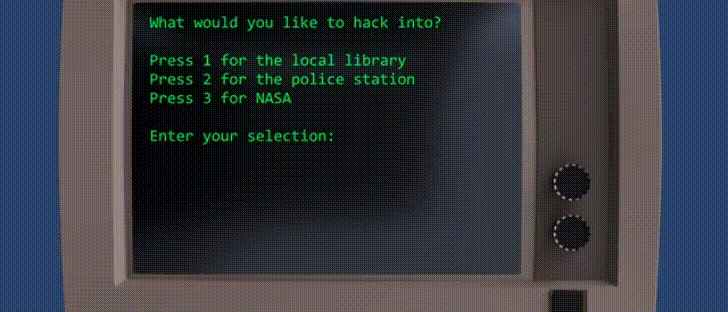 What would you like to hack into?
Press 1 for the local library
Press 2 for the police station
Press 3 for NASA
Enter your selection: